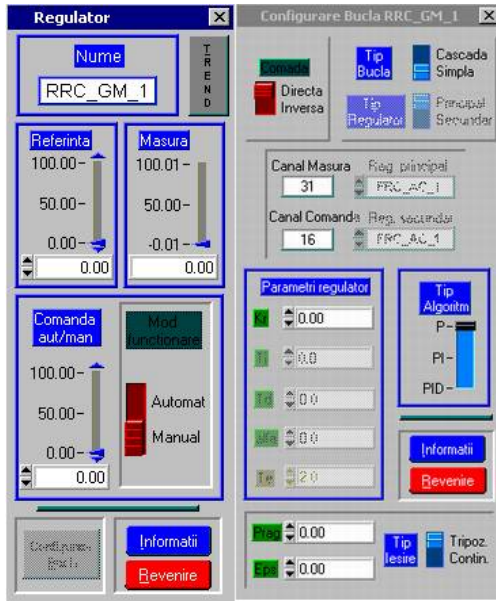 Regulator
Nume
RRC_GM_1
TREND
Referinta
100.00
50.00
0.00
0.00
Masura
100.01
50.00
-0.01
0.00
Comanda
aut/man
100.00
50.00
0.00
0.00
Mod
functionare
Automat
Manual
Configurare
Bucla
Informatii
Revenire
Configurare Bucla RRC_GM_1
Comada
Directa
Inversa
Tip
Bucla
Cascada
Simpla
Tip
Regulator
Principal
Secundar
Canal Masura
31
Reg. principal
FRC_AC_1
Canal Comanda
16
Reg. secundar
FRC_AC_1
Parametri regulator
Kr 0.00
Ti 0.0
Td 0.0
alfa 0.0
Te 2.0
Tip
Algoritm
P
PI
PID
Informatii
Revenire
Prag 0.00
Eps 0.00
Tip
Iesire
Tripoz.
Contin.